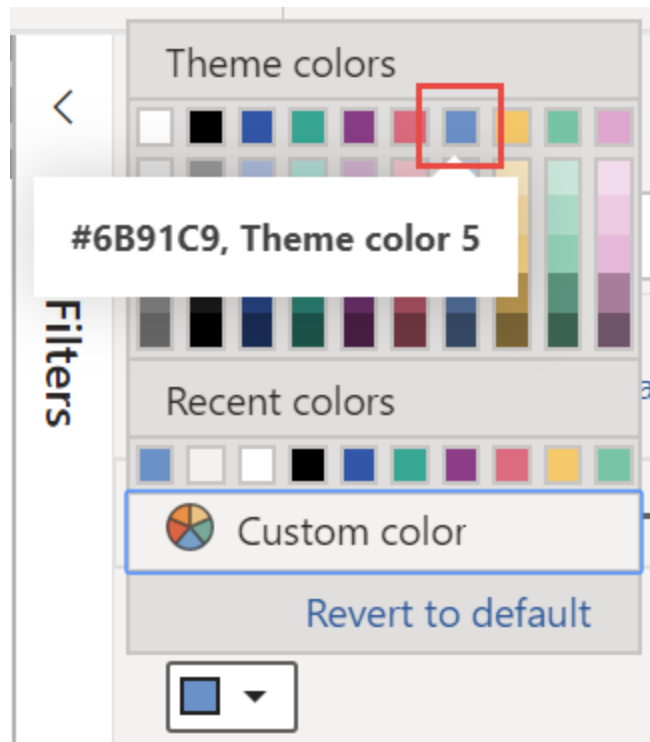 Theme colors
#6B91C9, Theme color 5
Filters
Recent colors
Custom color
Revert to default